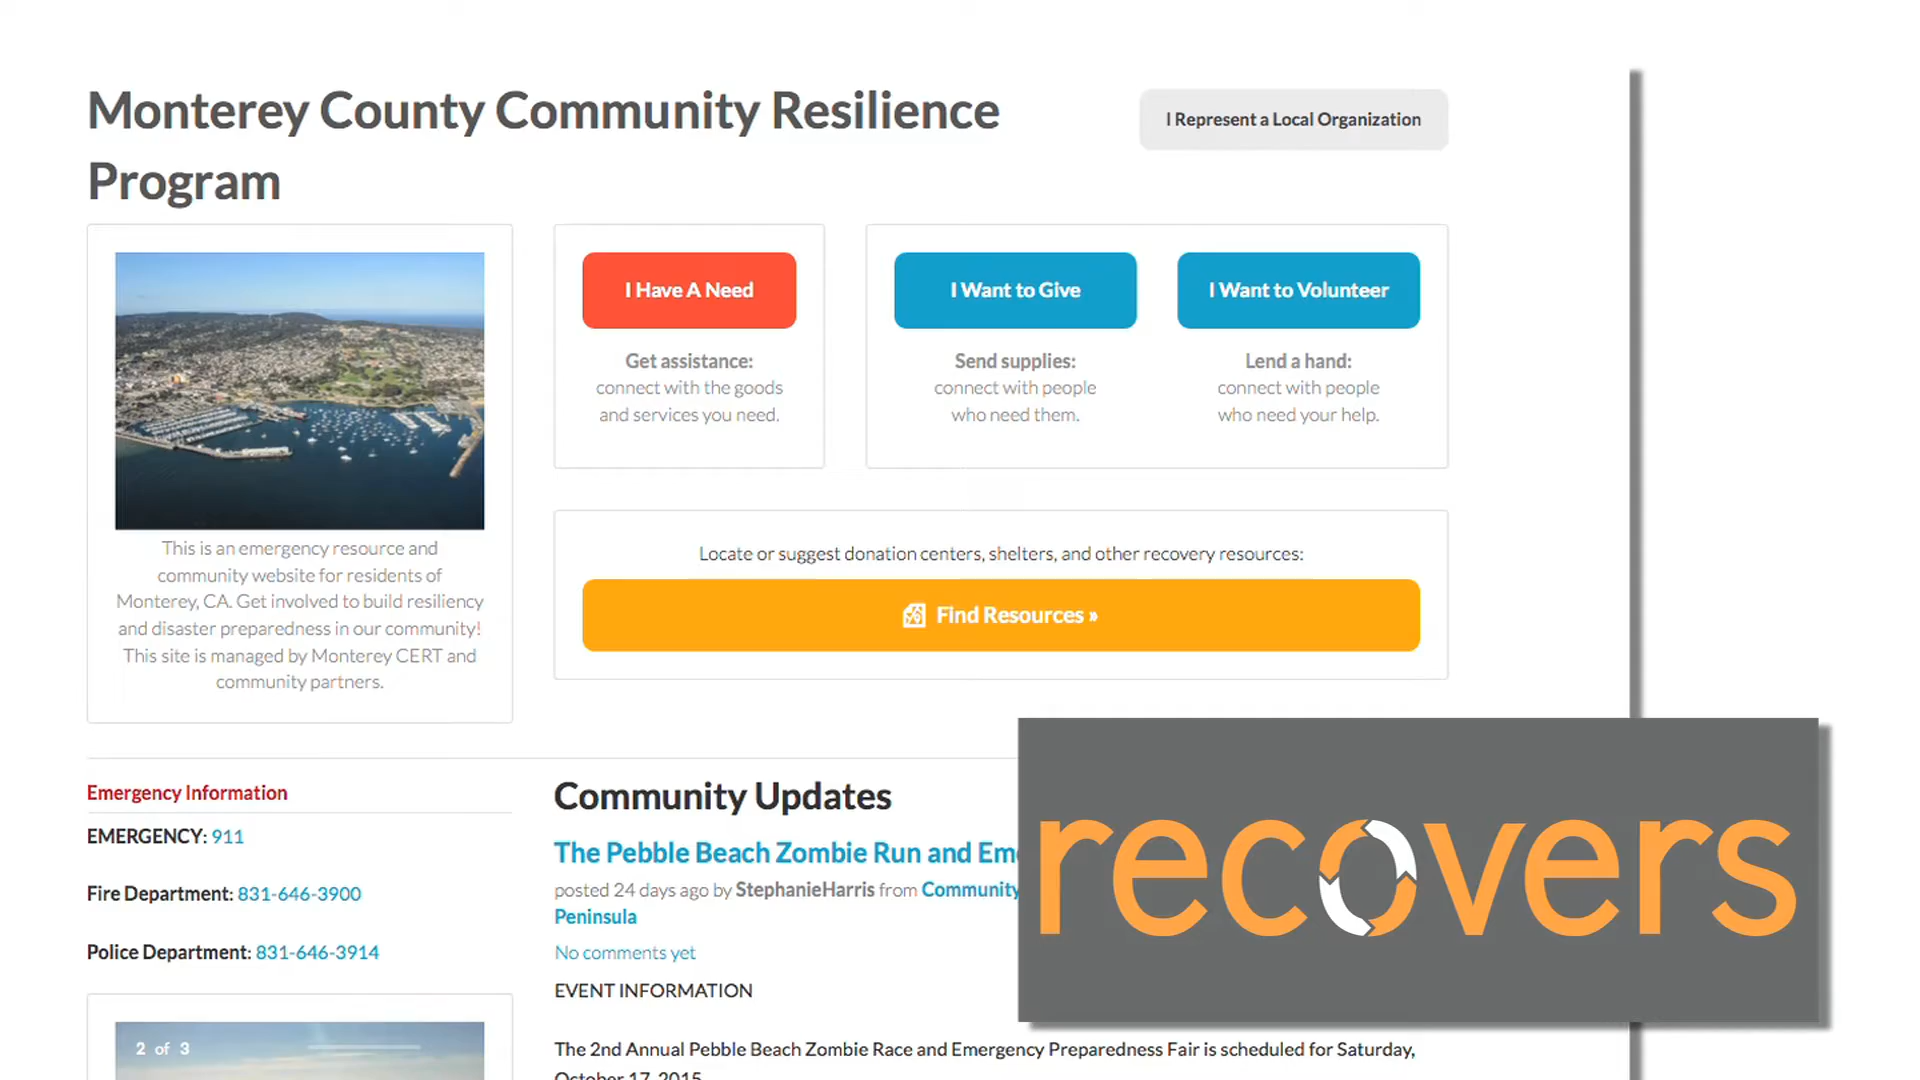 Monterey County Community Resilience
Program
I Represent a Local Organization
This is an emergency resource and
community website for residents of
Monterey, CA. Get involved to build resiliency
and disaster preparedness in our community!
This site is managed by Monterey CERT and
community partners.
I Have A Need
Get assistance:
connect with the goods
and services you need.
I Want to Give
Send supplies:
connect with people
who need them.
I Want to Volunteer
Lend a hand:
connect with people
who need your help.
Locate or suggest donation centers, shelters, and other recovery resources:
Find Resources »
Emergency Information
EMERGENCY: 911
Fire Department: 831-646-3900
Police Department: 831-646-3914
2 of 3
Community Updates
The Pebble Beach Zombie Run and
posted 24 days ago by StephanieHarris from Community
Peninsula
No comments yet
EVENT INFORMATION
The 2nd Annual Pebble Beach Zombie Race and Emergency Preparedness Fair is scheduled for Saturday,
October 17, 2015
recovers